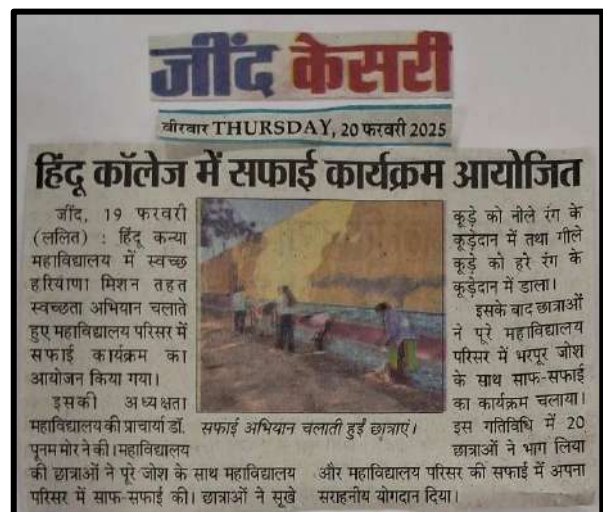 जींद केसरी
वीरवार THURSDAY, 20 फरवरी 2025
हिंदू कॉलेज में सफाई कार्यक्रम आयोजित
जींद, 19 फरवरी
(ललित) : हिंदू कन्या
महाविद्यालय में स्वच्छ
हरियाणा मिशन तहत
स्वच्छता अभियान चलाते
हुए महाविद्यालय परिसर में
सफाई कार्यक्रम का
आयोजन किया गया।
इसकी अध्यक्षता
महाविद्यालय की प्राचार्या डॉ.
पूनम मोर ने की। महाविद्यालय
की छात्राओं ने पूरे जोश के साथ महाविद्यालय
परिसर में साफ-सफाई की। छात्राओं ने सूखे
सफाई अभियान चलाती हुईं छात्राएं।
कूड़े को नीले रंग के
कूड़ेदान में तथा गीले
कूड़े को हरे रंग के
कूड़ेदान में डाला।
इसके बाद छात्राओं
ने पूरे महाविद्यालय
परिसर में भरपूर जोश
के साथ साफ-सफाई
का कार्यक्रम चलाया।
इस गतिविधि में 20
छात्राओं ने भाग लिया
और महाविद्यालय परिसर की सफाई में अपना
सराहनीय योगदान दिया।